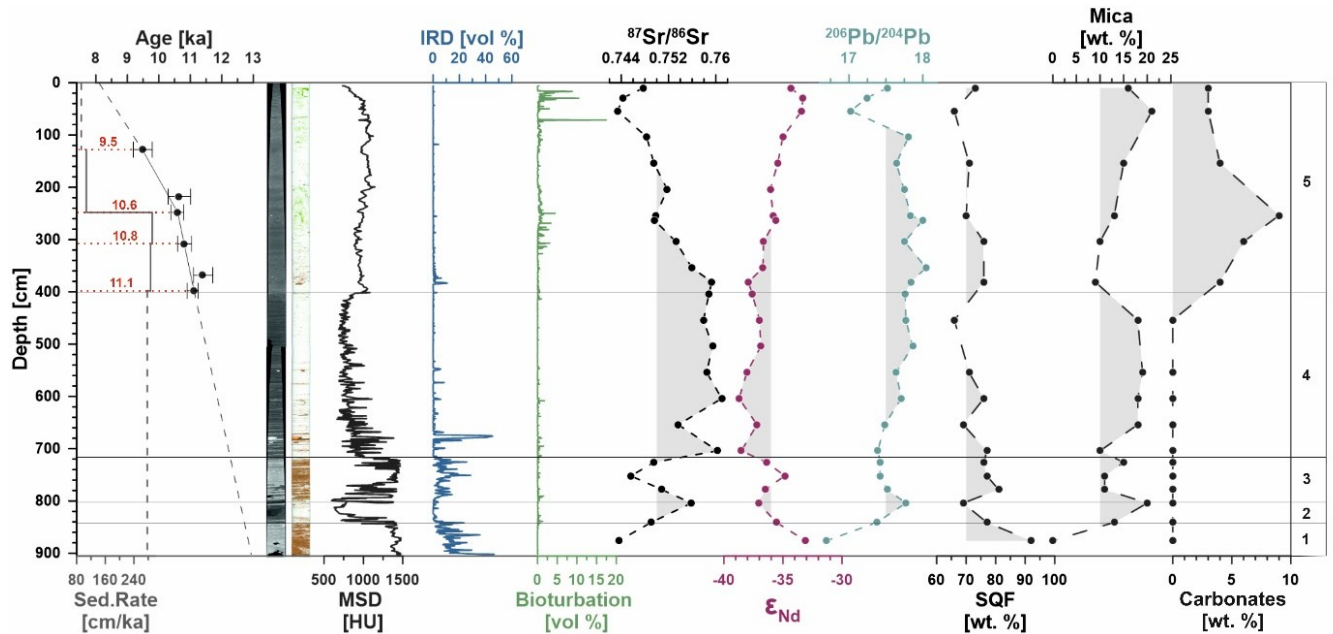 Age [ka]
8 9 10 11 12 13
IRD [vol %]
0 20 40 60
⁸⁷Sr/⁸⁶Sr
0.744 0.752 0.76
²⁰⁶Pb/²⁰⁴Pb
17 18
Mica
[wt. %]
0 5 10 15 20 25
Depth [cm]
0
100
200
300
400
500
600
700
800
900
9.5
10.6
10.8
11.1
5
4
3
2
1
80 160 240
Sed.Rate
[cm/ka]
500 1000 1500
MSD
[HU]
0 5 10 15 20
Bioturbation
[vol %]
-40 -35 -30
εNd
60 70 80 90 100
SQF
[wt. %]
0 5 10
Carbonates
[wt. %]